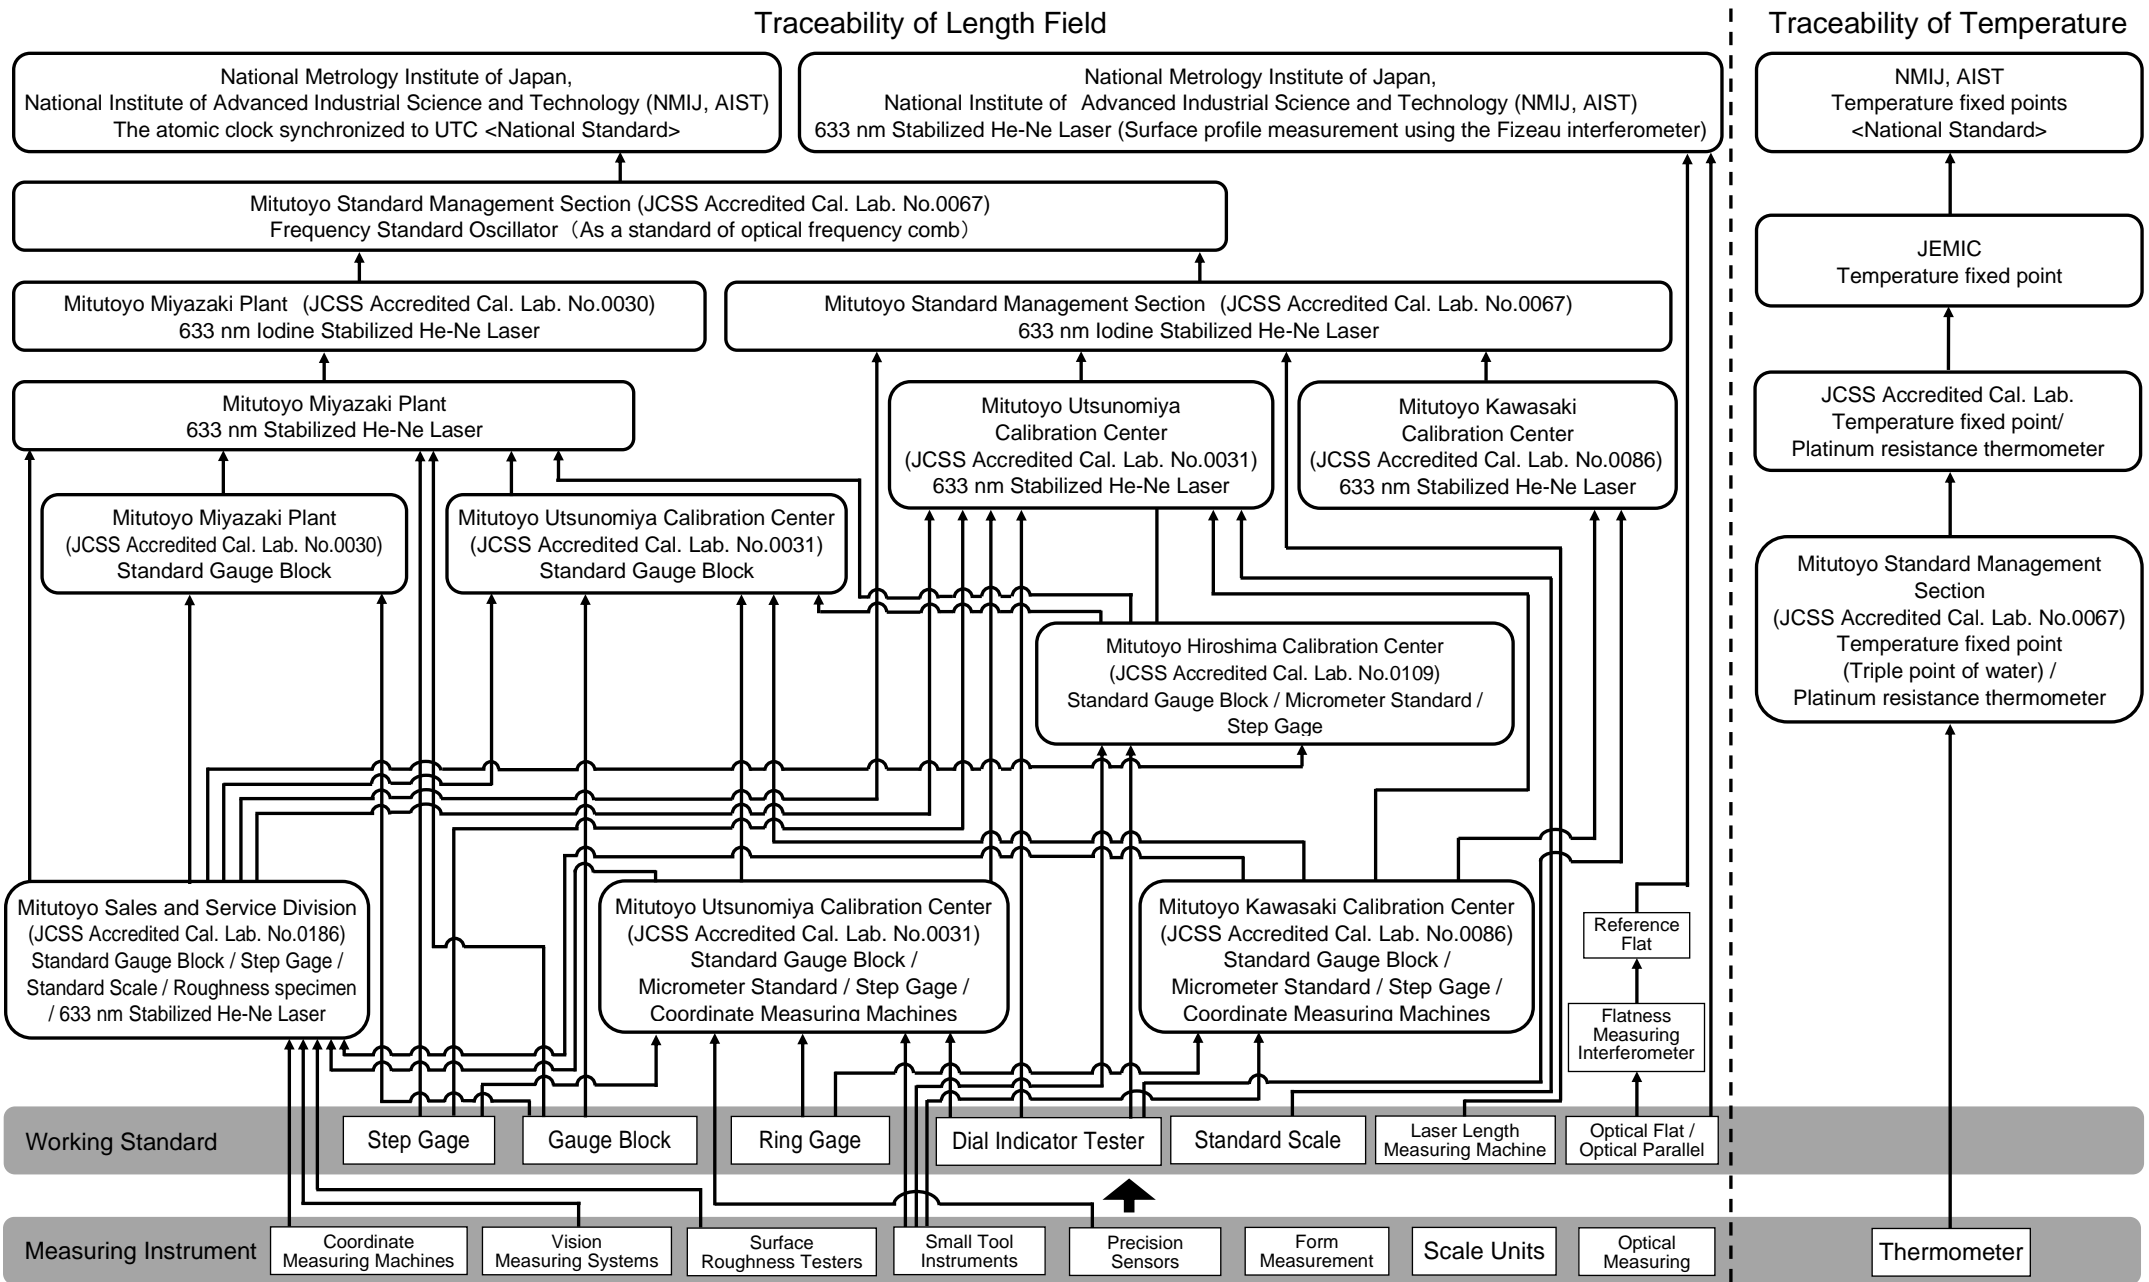 Traceability of Length Field
Traceability of Temperature
National Metrology Institute of Japan,
National Institute of Advanced Industrial Science and Technology (NMIJ, AIST)
The atomic clock synchronized to UTC <National Standard>
National Metrology Institute of Japan,
National Institute of Advanced Industrial Science and Technology (NMIJ, AIST)
633 nm Stabilized He-Ne Laser (Surface profile measurement using the Fizeau interferometer)
NMIJ, AIST
Temperature fixed points
<National Standard>
Mitutoyo Standard Management Section (JCSS Accredited Cal. Lab. No.0067)
Frequency Standard Oscillator（As a standard of optical frequency comb）
JEMIC
Temperature fixed point
Mitutoyo Miyazaki Plant (JCSS Accredited Cal. Lab. No.0030)
633 nm Iodine Stabilized He-Ne Laser
Mitutoyo Standard Management Section (JCSS Accredited Cal. Lab. No.0067)
633 nm Iodine Stabilized He-Ne Laser
Mitutoyo Miyazaki Plant
633 nm Stabilized He-Ne Laser
Mitutoyo Utsunomiya
Calibration Center
(JCSS Accredited Cal. Lab. No.0031)
633 nm Stabilized He-Ne Laser
Mitutoyo Kawasaki
Calibration Center
(JCSS Accredited Cal. Lab. No.0086)
633 nm Stabilized He-Ne Laser
JCSS Accredited Cal. Lab.
Temperature fixed point/
Platinum resistance thermometer
Mitutoyo Miyazaki Plant
(JCSS Accredited Cal. Lab. No.0030)
Standard Gauge Block
Mitutoyo Utsunomiya Calibration Center
(JCSS Accredited Cal. Lab. No.0031)
Standard Gauge Block
Mitutoyo Standard Management
Section
(JCSS Accredited Cal. Lab. No.0067)
Temperature fixed point
(Triple point of water) /
Platinum resistance thermometer
Mitutoyo Hiroshima Calibration Center
(JCSS Accredited Cal. Lab. No.0109)
Standard Gauge Block / Micrometer Standard /
Step Gage
Mitutoyo Sales and Service Division
(JCSS Accredited Cal. Lab. No.0186)
Standard Gauge Block / Step Gage /
Standard Scale / Roughness specimen
/ 633 nm Stabilized He-Ne Laser
Mitutoyo Utsunomiya Calibration Center
(JCSS Accredited Cal. Lab. No.0031)
Standard Gauge Block /
Micrometer Standard / Step Gage /
Coordinate Measuring Machines
Mitutoyo Kawasaki Calibration Center
(JCSS Accredited Cal. Lab. No.0086)
Standard Gauge Block /
Micrometer Standard / Step Gage /
Coordinate Measuring Machines
Reference
Flat
Flatness
Measuring
Interferometer
Working Standard
Step Gage
Gauge Block
Ring Gage
Dial Indicator Tester
Standard Scale
Laser Length
Measuring Machine
Optical Flat /
Optical Parallel
Measuring Instrument
Coordinate
Measuring Machines
Vision
Measuring Systems
Surface
Roughness Testers
Small Tool
Instruments
Precision
Sensors
Form
Measurement
Scale Units
Optical
Measuring
Thermometer